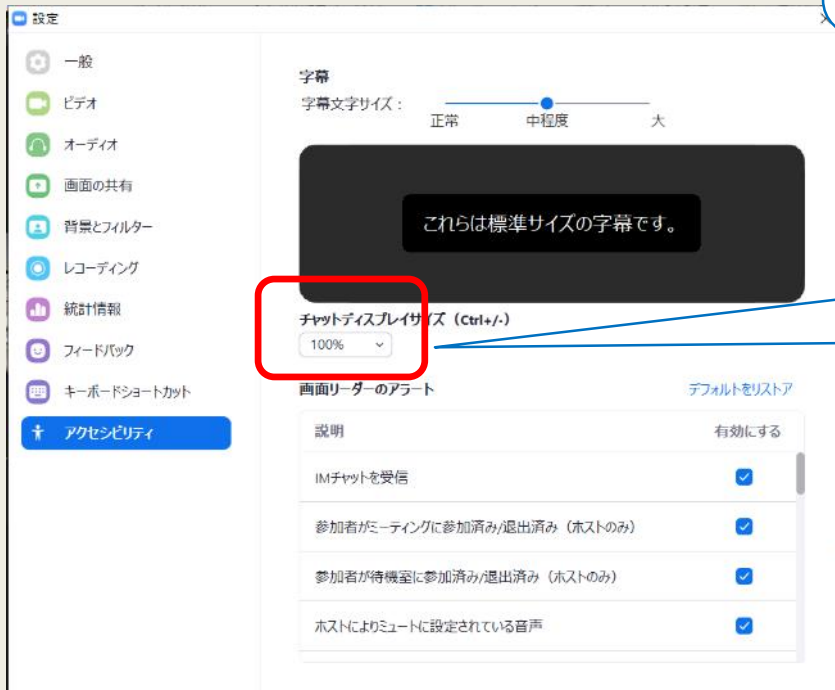 設定
一般
ビデオ
オーディオ
画面の共有
背景とフィルター
レコーディング
統計情報
フィードバック
キーボードショートカット
アクセシビリティ
字幕
字幕文字サイズ：
正常 中程度 大
これらは標準サイズの字幕です。
チャットディスプレイサイズ（Ctrl+/-）
100%
画面リーダーのアラート デフォルトをリストア
説明 有効にする
IMチャットを受信
参加者がミーティングに参加済み/退出済み（ホストのみ）
参加者が待機室に参加済み/退出済み（ホストのみ）
ホストによりミュートに設定されている音声